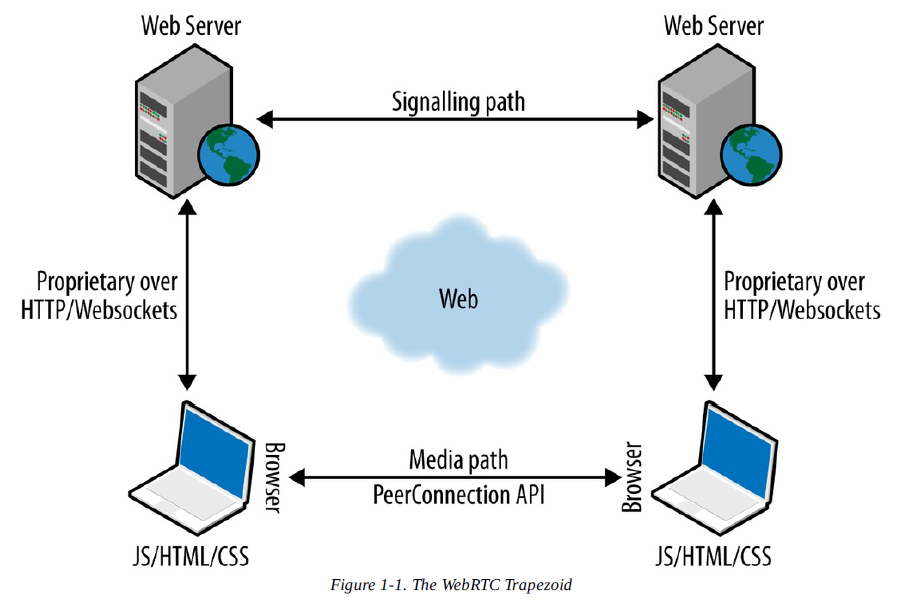 Web Server
Web Server
Signalling path
Proprietary over
HTTP/Websockets
Web
Proprietary over
HTTP/Websockets
Browser
Media path
PeerConnection API
Browser
JS/HTML/CSS
JS/HTML/CSS
Figure 1-1. The WebRTC Trapezoid